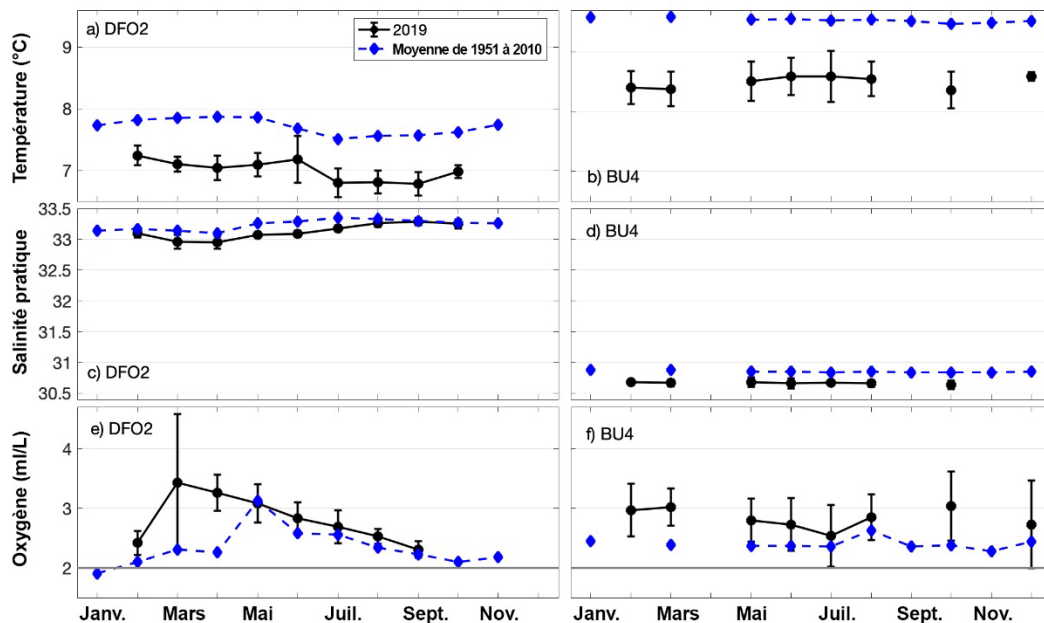 a) DFO2
2019
Moyenne de 1951 à 2010
Température (°C)
9
8
7
b) BU4
Salinité pratique
33.5
33
32.5
32
31.5
31
30.5
c) DFO2
d) BU4
Oxygène (ml/L)
4
3
2
e) DFO2
f) BU4
Janv. Mars Mai Juil. Sept. Nov.
Janv. Mars Mai Juil. Sept. Nov.